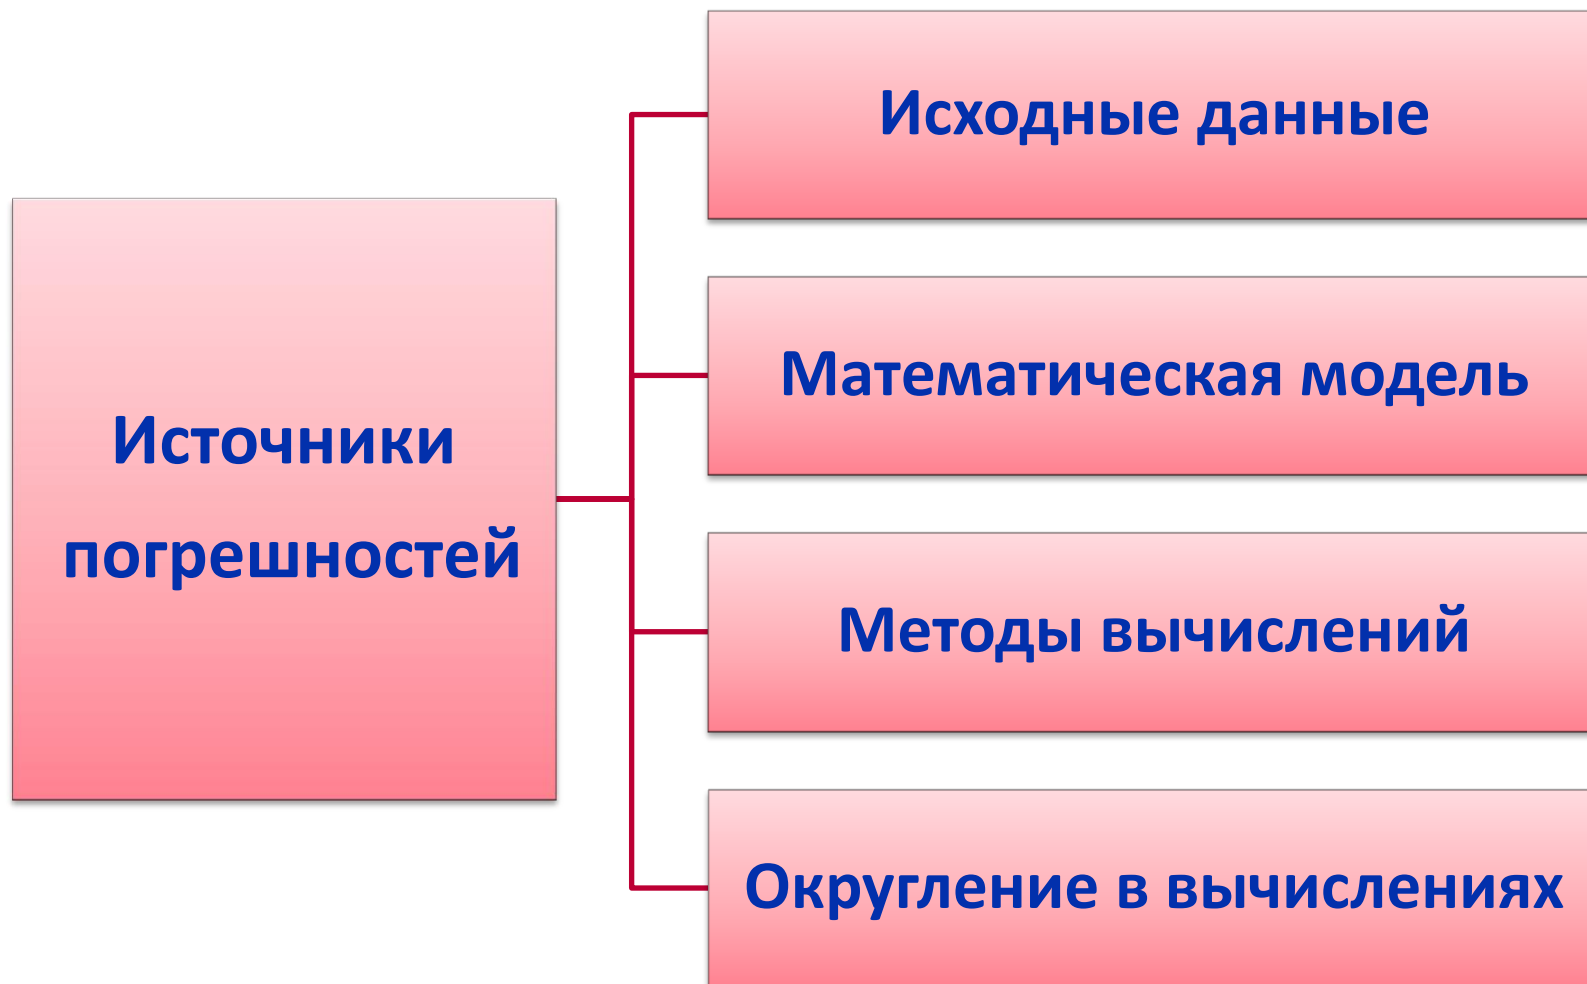 Исходные данные
Математическая модель
Источники
погрешностей
Методы вычислений
Округление в вычислениях